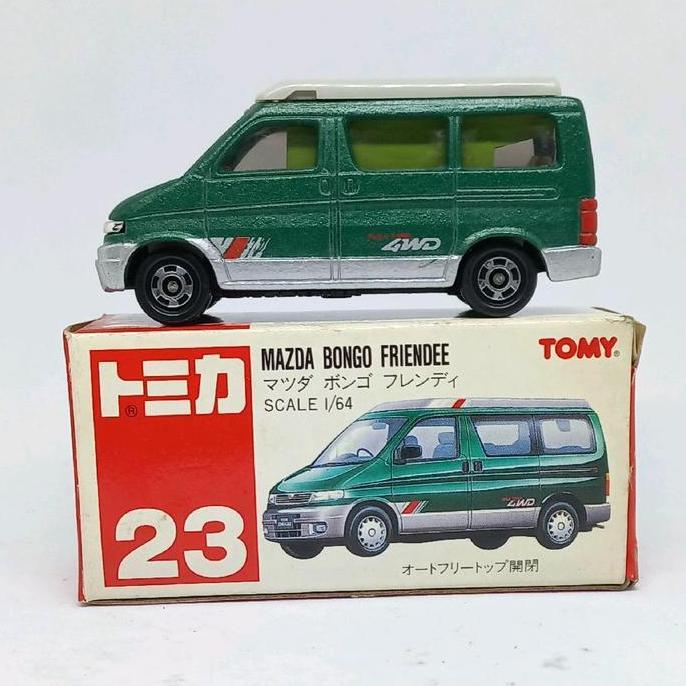 4WD
トミカ®
23
MAZDA BONGO FRIENDEE
マツダ ボンゴ フレンディ
SCALE 1/64
TOMY®
4WD
オートフリートップ開閉